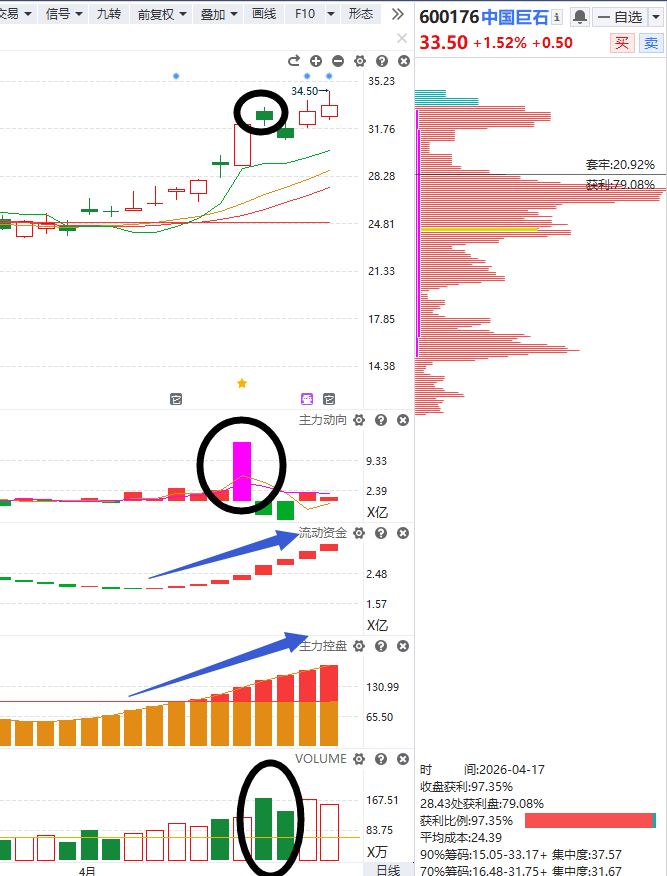 交易 信号 九转 前复权 叠加 画线 F10 形态
600176中国巨石
自选
33.50 +1.52% +0.50
买 卖
34.50
35.23
31.76
28.28
24.81
21.33
17.85
14.38
套牢:20.92%
获利:79.08%
主力动向
9.33
2.39
X亿
流动资金
2.48
1.57
X亿
主力控盘
130.99
65.50
VOLUME
167.51
83.75
X万
4月
日线
时 间:2026-04-17
收盘获利:97.35%
28.43处获利盘:79.08%
获利比例:97.35%
平均成本:24.39
90%筹码:15.05-33.17+ 集中度:37.57
70%筹码:16.48-31.75+ 集中度:31.67